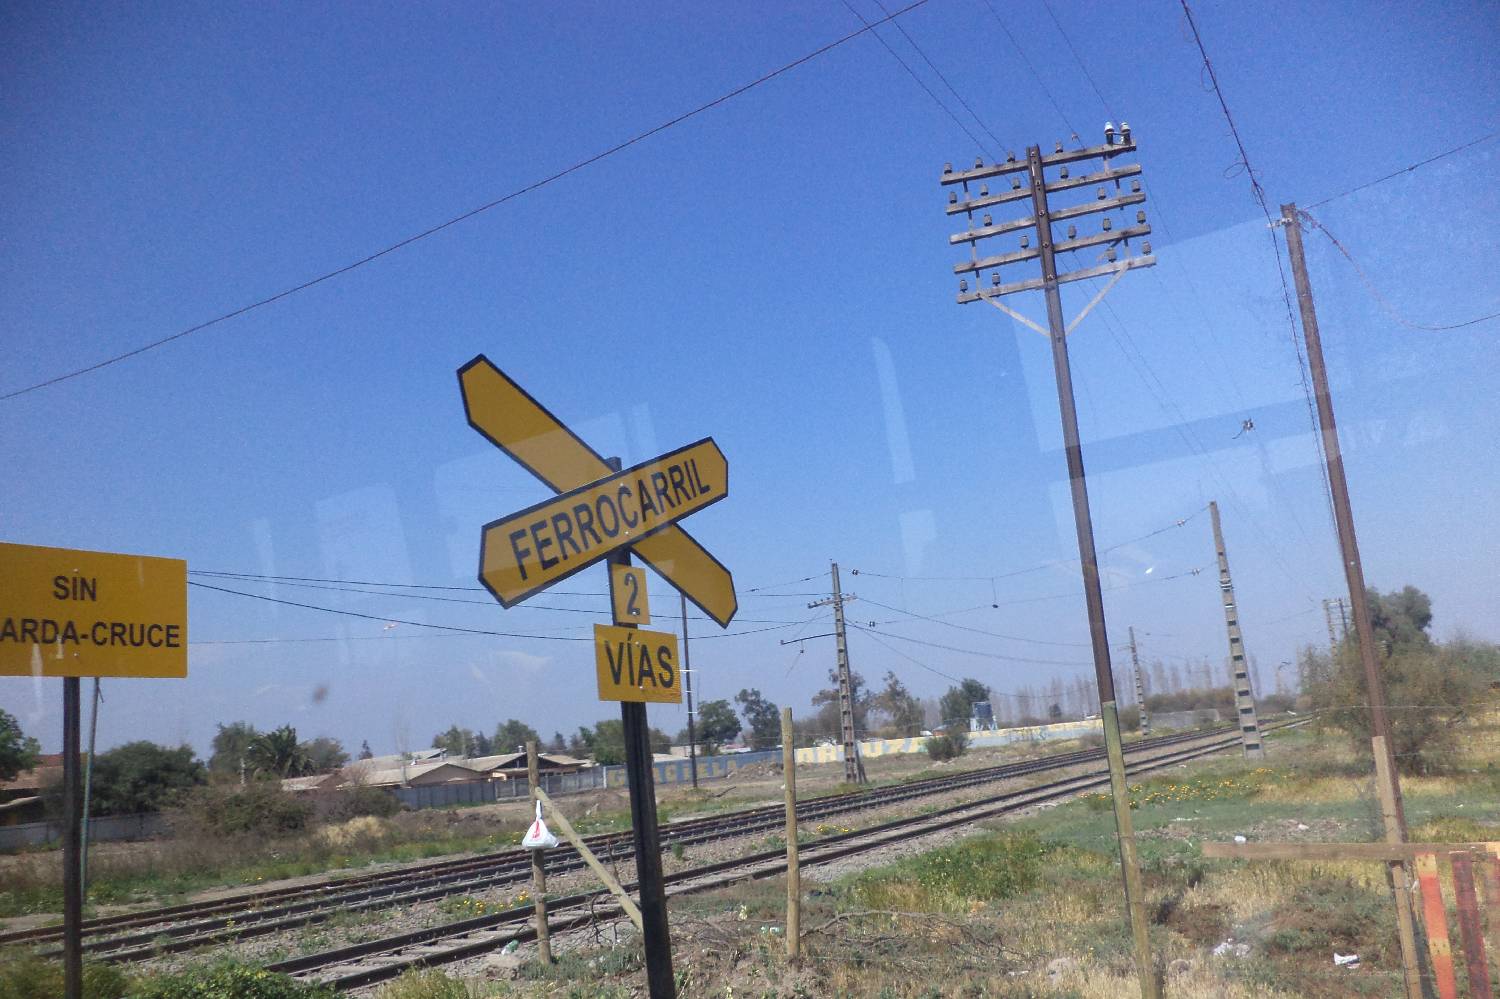 SIN
ARDA-CRUCE
FERROCARRIL
2
VÍAS